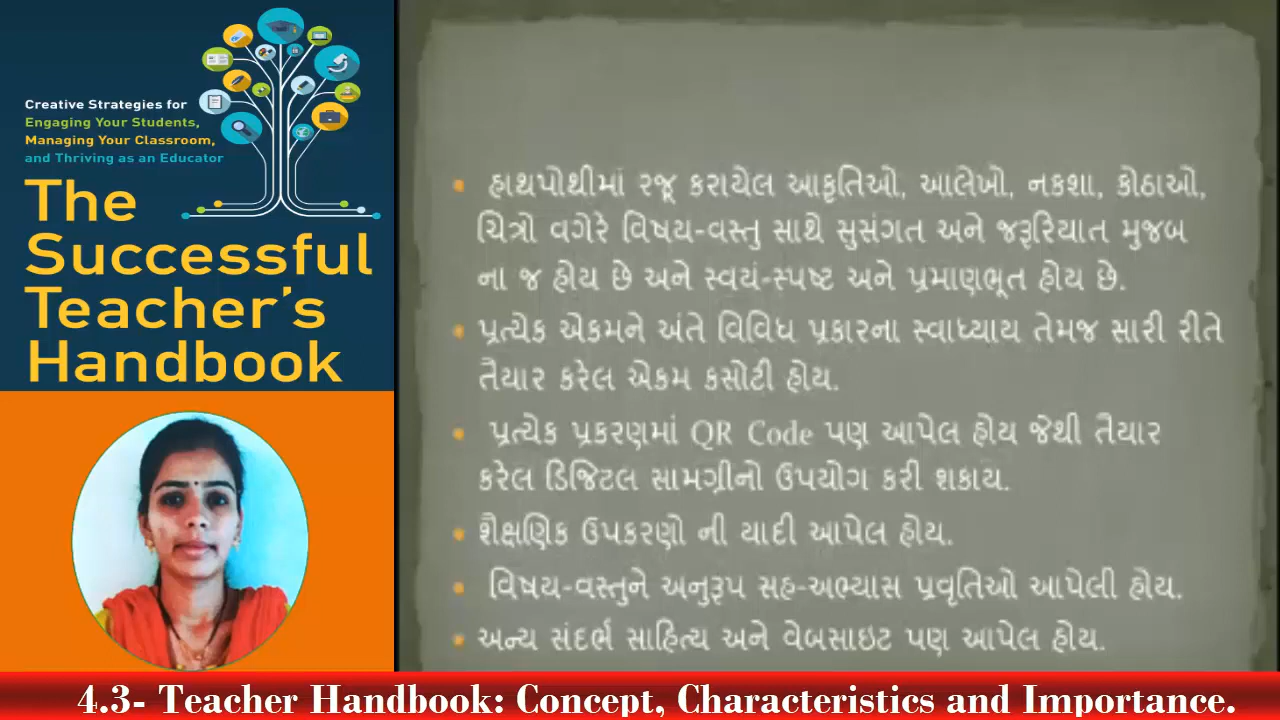 Creative Strategies for
Engaging Your Students,
Managing Your Classroom,
and Thriving as an Educator
The
Successful
Teacher's
Handbook
• હાથપોથીમાં રજૂ કરાયેલ આકૃતિઓ, આલેખો, નકશા, કોઠાઓ,
ચિત્રો વગેરે વિષય-વસ્તુ સાથે સુસંગત અને જરૂરિયાત મુજબ
ના જ હોય છે અને સ્વયં-સ્પષ્ટ અને પ્રમાણભૂત હોય છે.
• પ્રત્યેક એકમને અંતે વિવિધ પ્રકારના સ્વાધ્યાય તેમજ સારી રીતે
તૈયાર કરેલ એકમ કસોટી હોય.
• પ્રત્યેક પ્રકરણમાં QR Code પણ આપેલ હોય જેથી તૈયાર
કરેલ ડિજિટલ સામગ્રીનો ઉપયોગ કરી શકાય.
• શૈક્ષણિક ઉપકરણો ની યાદી આપેલ હોય.
• વિષય-વસ્તુને અનુરૂપ સહ-અભ્યાસ પ્રવૃતિઓ આપેલી હોય.
• અન્ય સંદર્ભ સાહિત્ય અને વેબસાઇટ પણ આપેલ હોય.
4.3- Teacher Handbook: Concept, Characteristics and Importance.